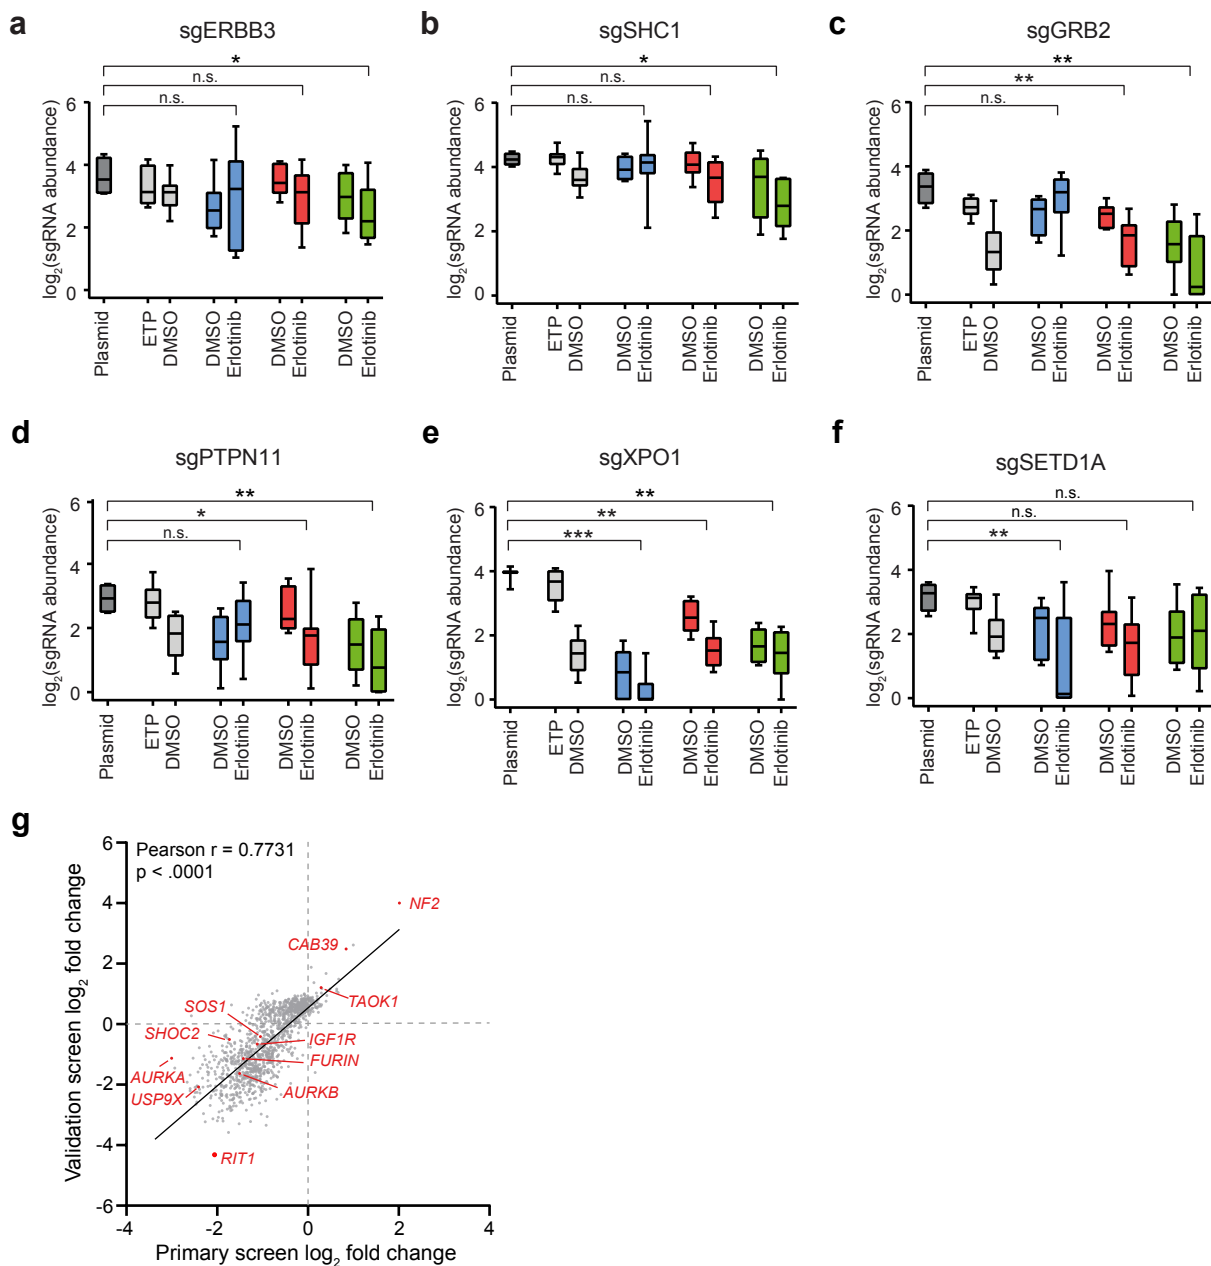 a
sgERBB3
*
n.s.
n.s.
log2(sgRNA abundance)
6
4
2
0
Plasmid
ETP
DMSO
DMSO
Erlotinib
DMSO
Erlotinib
DMSO
Erlotinib
b
sgSHC1
*
n.s.
n.s.
log2(sgRNA abundance)
6
4
2
0
Plasmid
ETP
DMSO
DMSO
Erlotinib
DMSO
Erlotinib
DMSO
Erlotinib
c
sgGRB2
**
**
n.s.
log2(sgRNA abundance)
6
4
2
0
Plasmid
ETP
DMSO
DMSO
Erlotinib
DMSO
Erlotinib
DMSO
Erlotinib
d
sgPTPN11
**
*
n.s.
log2(sgRNA abundance)
6
4
2
0
Plasmid
ETP
DMSO
DMSO
Erlotinib
DMSO
Erlotinib
DMSO
Erlotinib
e
sgXPO1
**
**
***
log2(sgRNA abundance)
6
4
2
0
Plasmid
ETP
DMSO
DMSO
Erlotinib
DMSO
Erlotinib
DMSO
Erlotinib
f
sgSETD1A
n.s.
n.s.
**
log2(sgRNA abundance)
6
4
2
0
Plasmid
ETP
DMSO
DMSO
Erlotinib
DMSO
Erlotinib
DMSO
Erlotinib
g
Pearson r = 0.7731
p < .0001
Validation screen log2 fold change
6
4
2
0
-2
-4
-6
NF2
CAB39
TAOK1
SOS1
SHOC2
IGF1R
FURIN
AURKA
USP9X
AURKB
RIT1
-4
-2
0
2
4
Primary screen log2 fold change